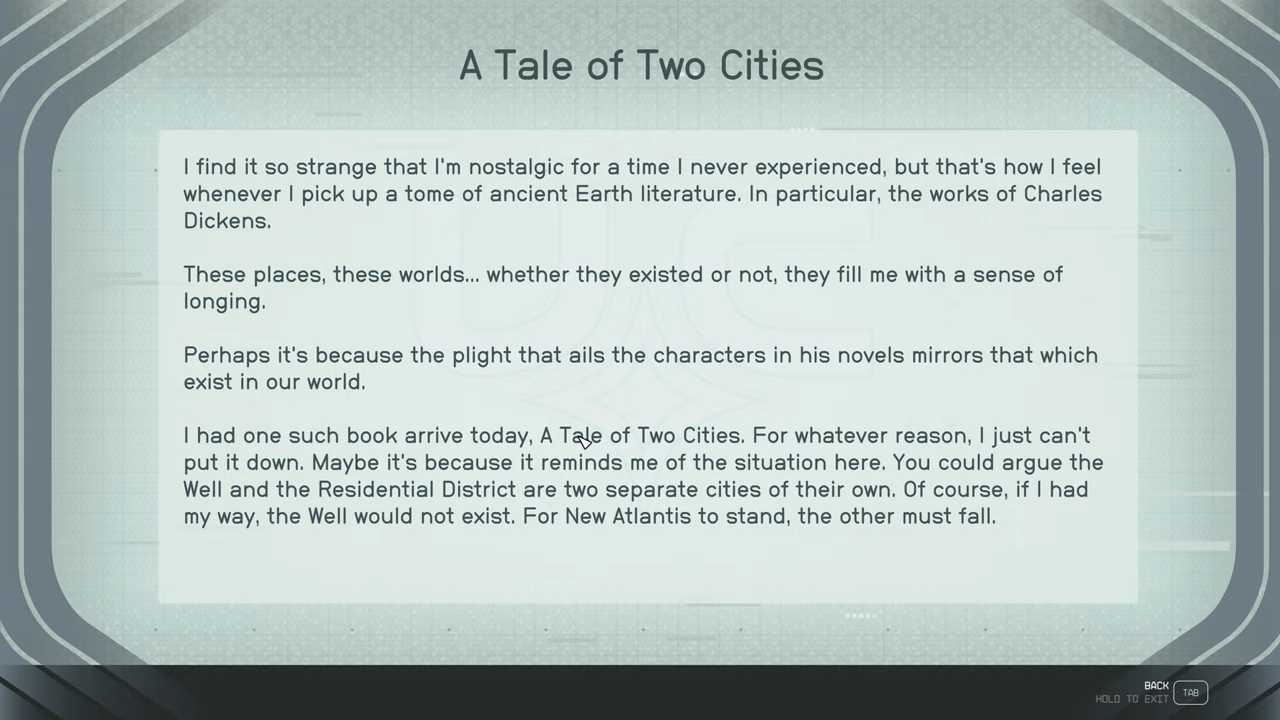 A Tale of Two Cities
I find it so strange that I'm nostalgic for a time I never experienced, but that's how I feel
whenever I pick up a tome of ancient Earth literature. In particular, the works of Charles
Dickens.
These places, these worlds... whether they existed or not, they fill me with a sense of
longing.
Perhaps it's because the plight that ails the characters in his novels mirrors that which
exist in our world.
I had one such book arrive today, A Tale of Two Cities. For whatever reason, I just can't
put it down. Maybe it's because it reminds me of the situation here. You could argue the
Well and the Residential District are two separate cities of their own. Of course, if I had
my way, the Well would not exist. For New Atlantis to stand, the other must fall.
UC
BACK
HOLD TO EXIT TAB